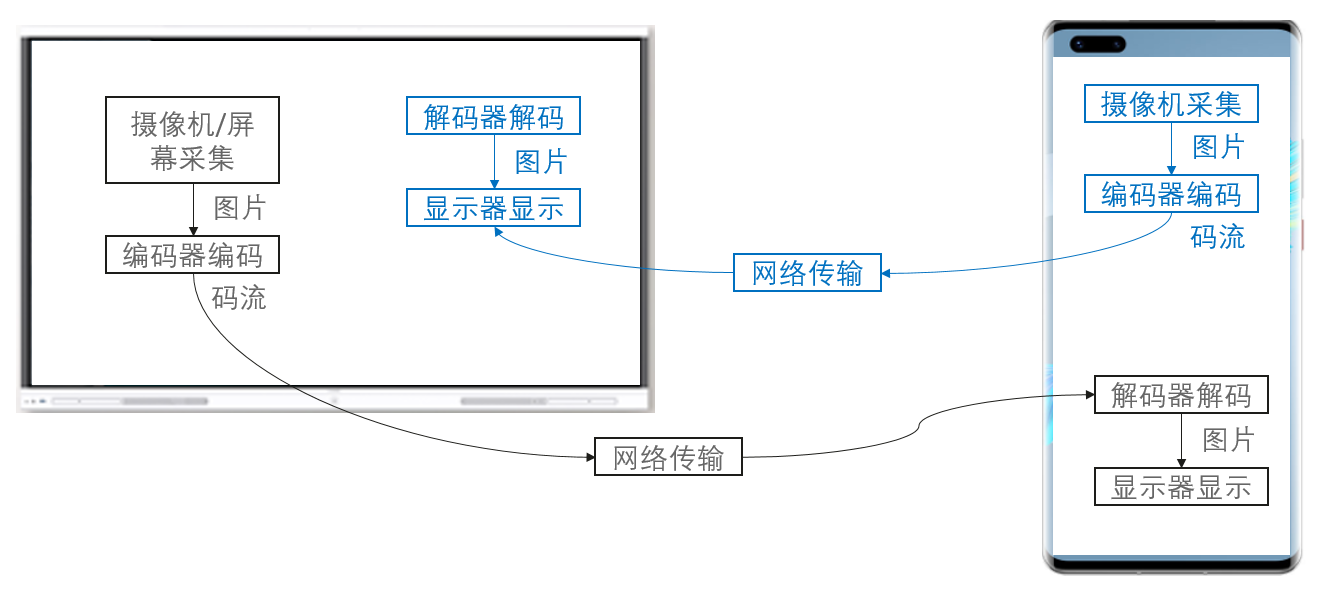 摄像机/屏
幕采集
图片
编码器编码
码流
网络传输
解码器解码
图片
显示器显示
摄像机采集
图片
编码器编码
码流
网络传输
解码器解码
图片
显示器显示